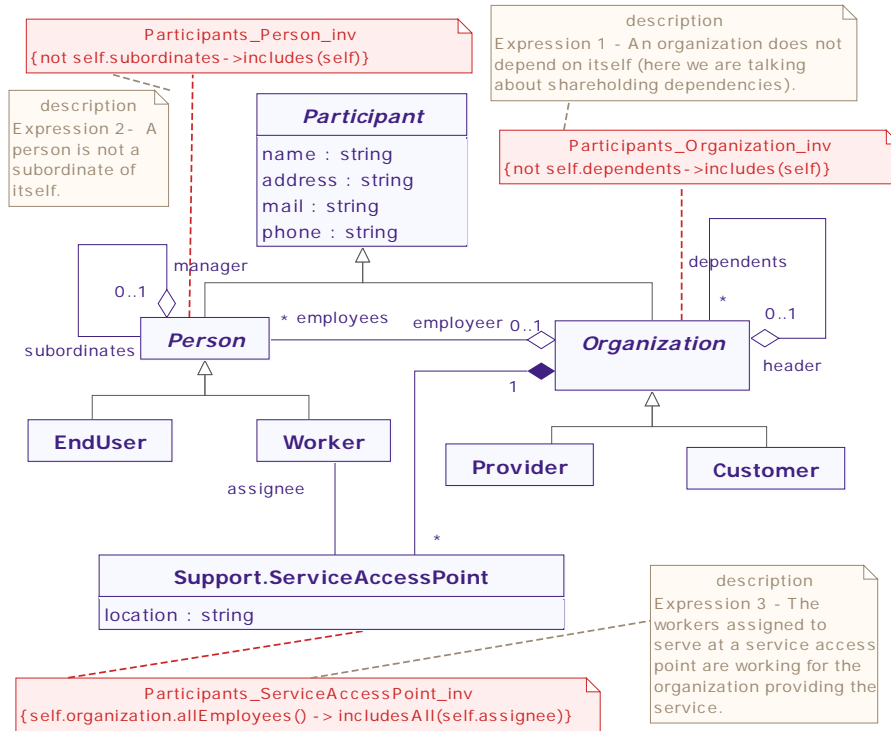 Participants_Person_inv
{not self.subordinates->includes(self)}
description
Expression 1 - An organization does not
depend on itself (here we are talking
about shareholding dependencies).
description
Expression 2- A
person is not a
subordinate of
itself.
Participant
name : string
address : string
mail : string
phone : string
Participants_Organization_inv
{not self.dependents->includes(self)}
manager
0..1
subordinates
Person
* employees
employeer
0..1
dependents
*
0..1
header
Organization
1
EndUser
Worker
Provider
Customer
assignee
*
Support.ServiceAccessPoint
location : string
description
Expression 3 - The
workers assigned to
serve at a service access
point are working for the
organization providing the
service.
Participants_ServiceAccessPoint_inv
{self.organization.allEmployees() -> includesAll(self.assignee)}